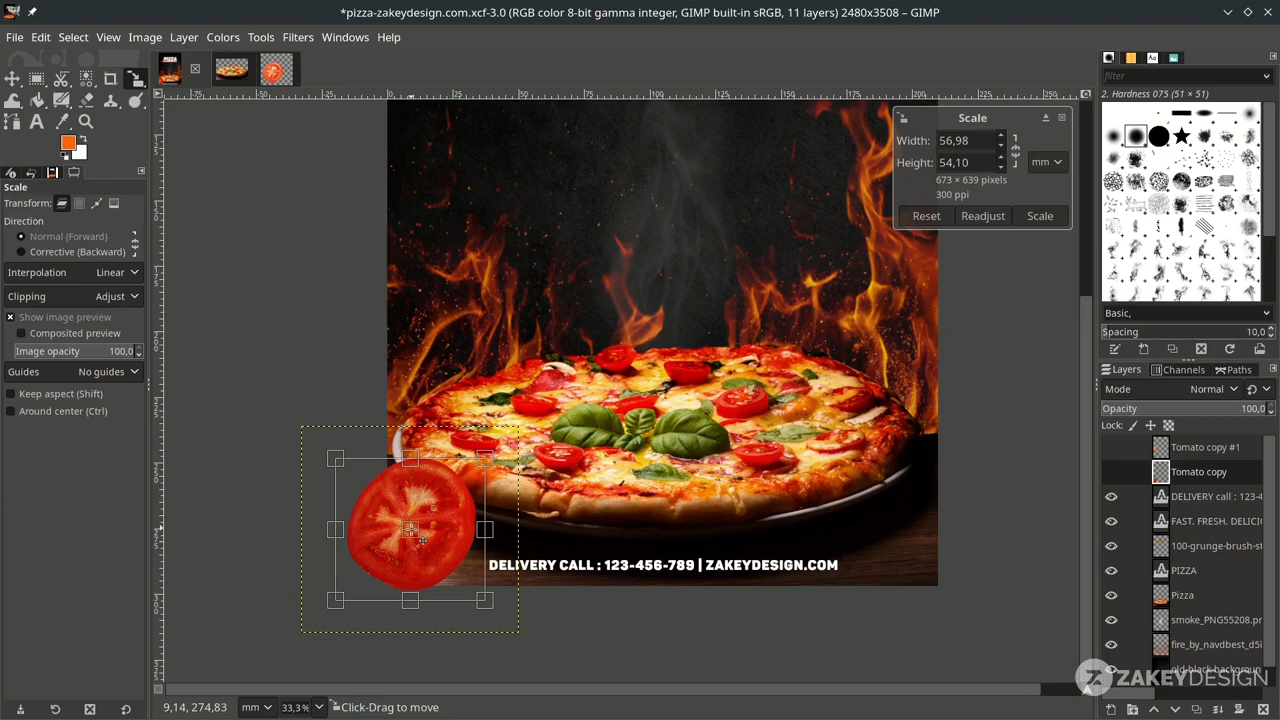 *pizza-zakeydesign.com.xcf-3.0 (RGB color 8-bit gamma integer, GIMP built-in sRGB, 11 layers) 2480x3508 – GIMP
File Edit Select View Image Layer Colors Tools Filters Windows Help
filter
2. Hardness 075 (51 × 51)
Scale
Width: 56,98
Height: 54,10 mm
673 × 639 pixels
300 ppi
Reset Readjust Scale
Scale
Transform:
Direction
Normal (Forward)
Corrective (Backward)
Interpolation Linear
Clipping Adjust
Show image preview
Composited preview
Image opacity 100,0
Guides No guides
Keep aspect (Shift)
Around center (Ctrl)
Basic,
Spacing 10,0
Layers Channels Paths
Mode Normal
Opacity 100,0
Lock:
Tomato copy #1
Tomato copy
DELIVERY call : 123-4
FAST. FRESH. DELICI
100-grunge-brush-st
PIZZA
Pizza
smoke_PNG55208.pr
fire_by_navdbest_d5i
old-black-backgroun
DELIVERY CALL : 123-456-789 | ZAKEYDESIGN.COM
ZAKEYDESIGN
9,14, 274,83 mm 33,3% Click-Drag to move